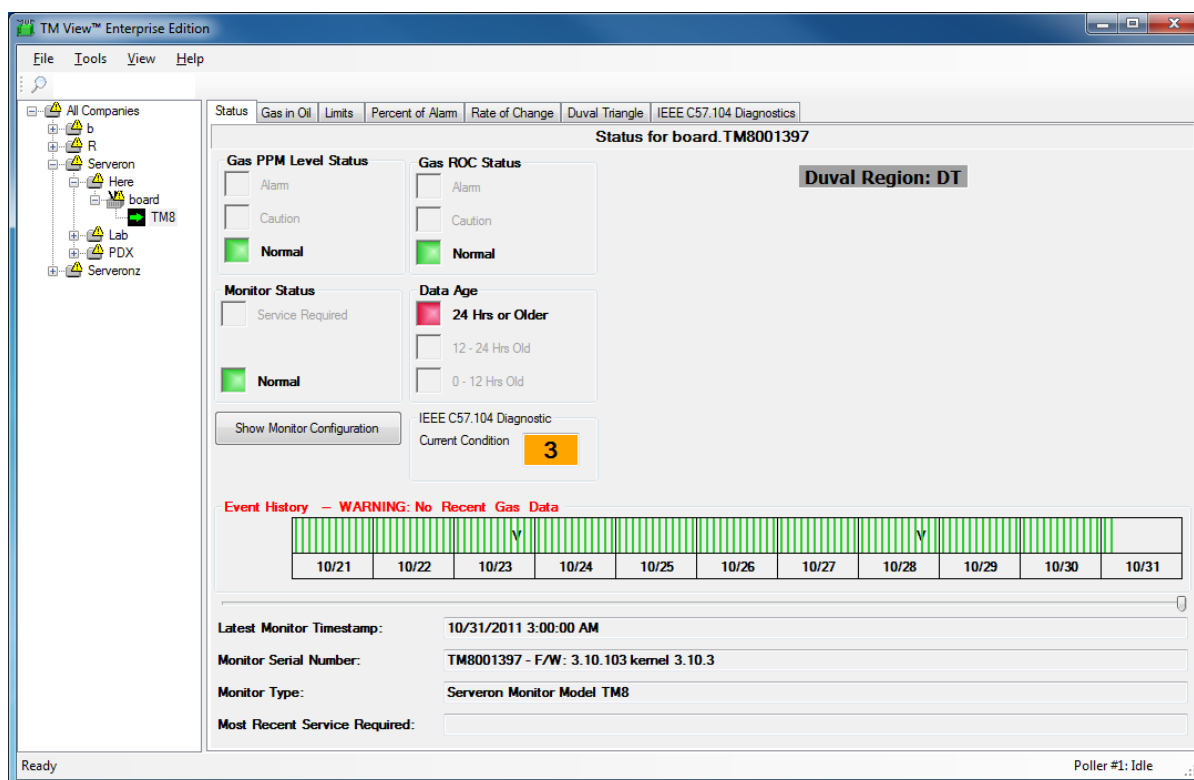 TM View™ Enterprise Edition
File Tools View Help
All Companies
b
R
Serveron
Here
board
TM8
Lab
PDX
Serveronz
Status Gas in Oil Limits Percent of Alarm Rate of Change Duval Triangle IEEE C57.104 Diagnostics
Status for board.TM8001397
Gas PPM Level Status
Alarm
Caution
Normal
Gas ROC Status
Alarm
Caution
Normal
Duval Region: DT
Monitor Status
Service Required
Normal
Data Age
24 Hrs or Older
12 - 24 Hrs Old
0 - 12 Hrs Old
Show Monitor Configuration
IEEE C57.104 Diagnostic
Current Condition 3
Event History – WARNING: No Recent Gas Data
V V
10/21 10/22 10/23 10/24 10/25 10/26 10/27 10/28 10/29 10/30 10/31
Latest Monitor Timestamp: 10/31/2011 3:00:00 AM
Monitor Serial Number: TM8001397 - F/W: 3.10.103 kernel 3.10.3
Monitor Type: Serveron Monitor Model TM8
Most Recent Service Required:
Ready Poller #1: Idle